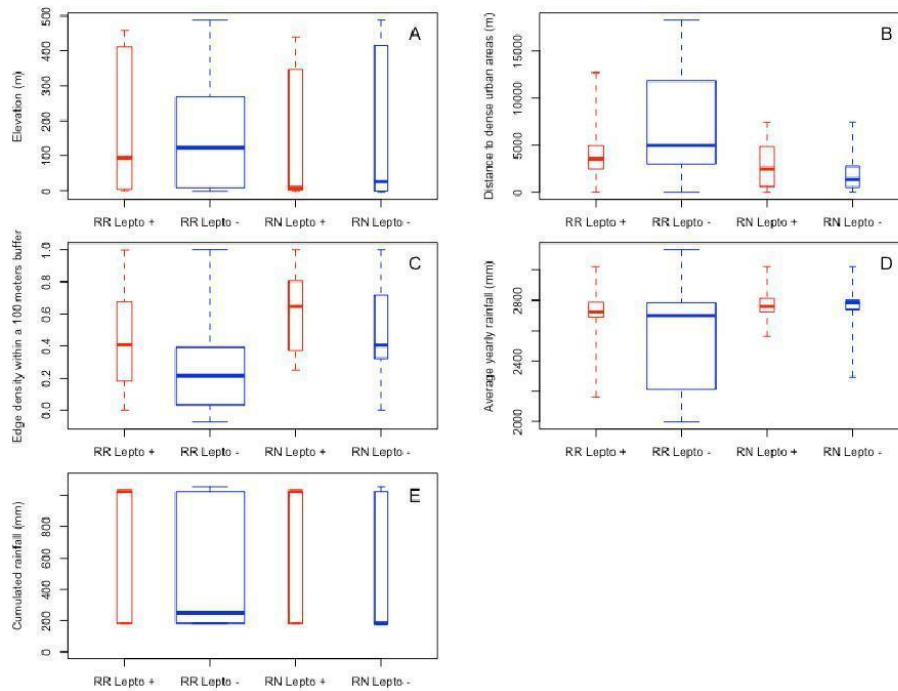 A
Elevation (m)
0 100 200 300 400 500
RR Lepto + RR Lepto - RN Lepto + RN Lepto -
B
Distance to dense urban areas (m)
0 5000 10000 15000
RR Lepto + RR Lepto - RN Lepto + RN Lepto -
C
Edge density within a 100 meters buffer
0.0 0.2 0.4 0.6 0.8 1.0
RR Lepto + RR Lepto - RN Lepto + RN Lepto -
D
Average yearly rainfall (mm)
2000 2400 2800
RR Lepto + RR Lepto - RN Lepto + RN Lepto -
E
Cumulated rainfall (mm)
0 200 400 600 800
RR Lepto + RR Lepto - RN Lepto + RN Lepto -